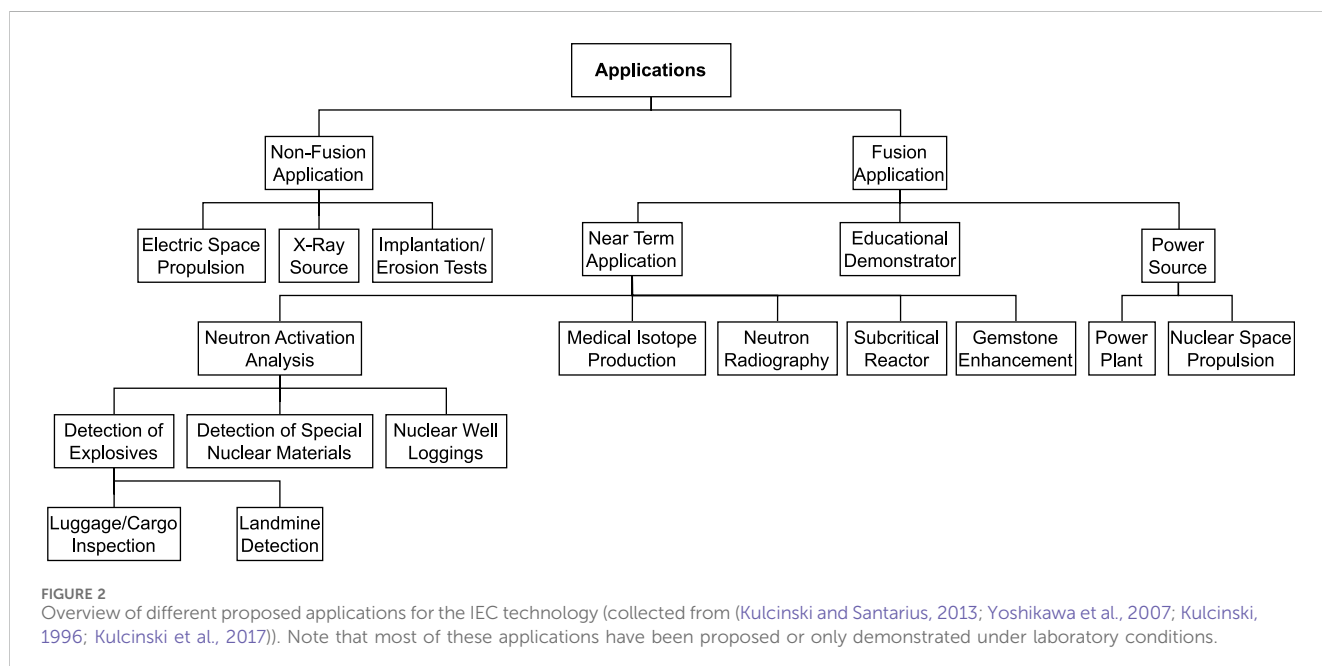 Applications
Non-Fusion
Application
Fusion
Application
Electric Space
Propulsion
X-Ray
Source
Implantation/
Erosion Tests
Near Term
Application
Educational
Demonstrator
Power
Source
Neutron Activation
Analysis
Medical Isotope
Production
Neutron
Radiography
Subcritical
Reactor
Gemstone
Enhancement
Power
Plant
Nuclear Space
Propulsion
Detection of
Explosives
Detection of Special
Nuclear Materials
Nuclear Well
Loggings
Luggage/Cargo
Inspection
Landmine
Detection
FIGURE 2
Overview of different proposed applications for the IEC technology (collected from (Kulcinski and Santarius, 2013; Yoshikawa et al., 2007; Kulcinski,
1996; Kulcinski et al., 2017)). Note that most of these applications have been proposed or only demonstrated under laboratory conditions.